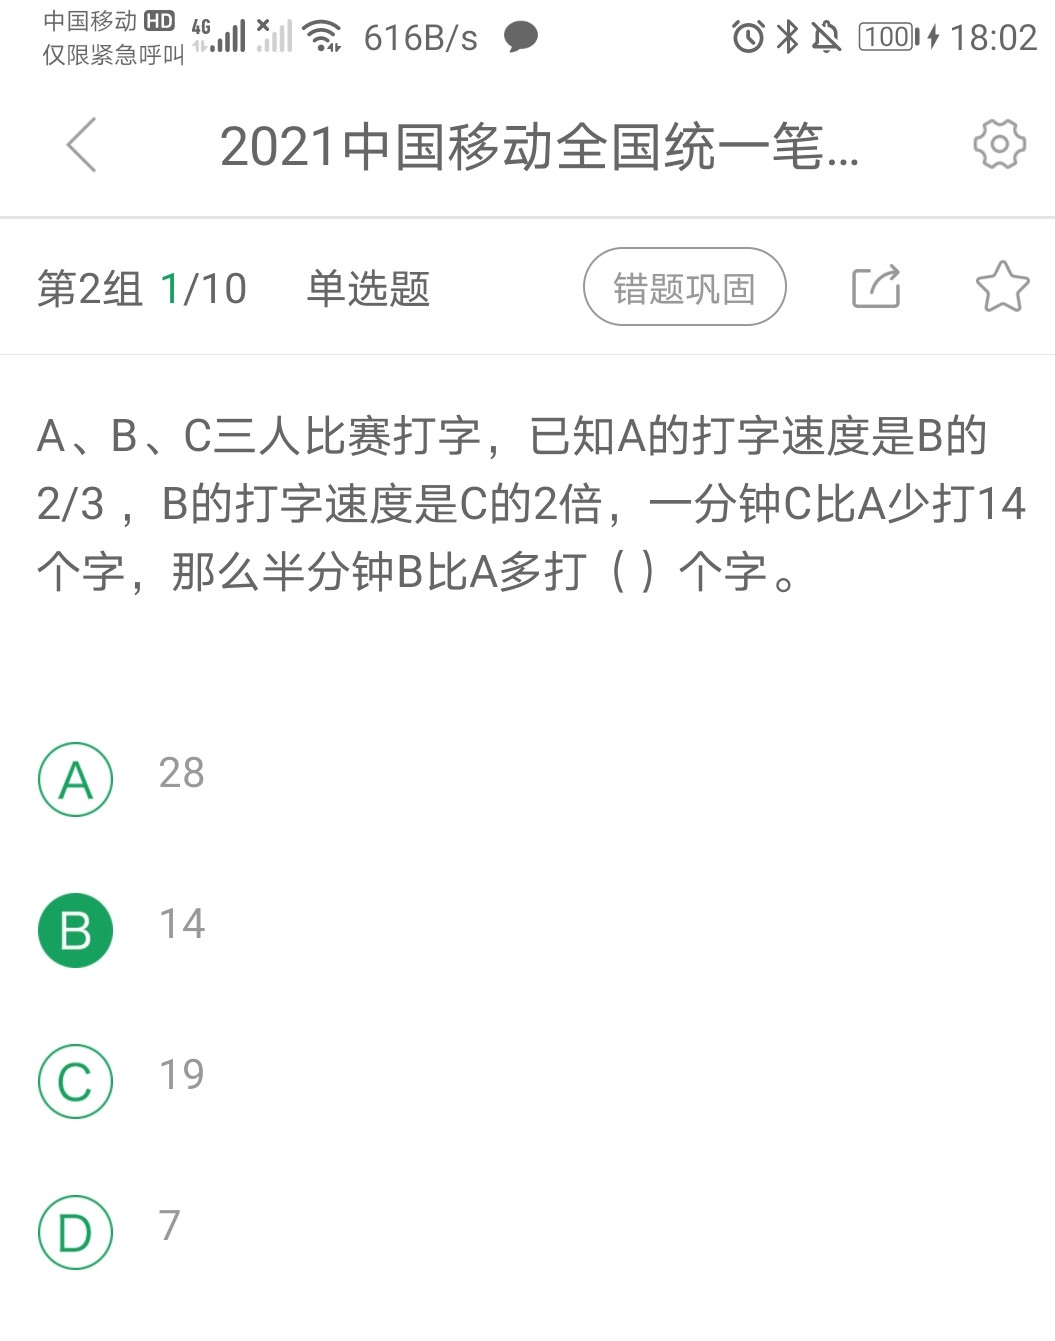 中国移动 HD 4G 616B/s 100 18:02
仅限紧急呼叫
2021中国移动全国统一笔...
第2组 1/10 单选题 错题巩固
A、B、C三人比赛打字，已知A的打字速度是B的
2/3，B的打字速度是C的2倍，一分钟C比A少打14
个字，那么半分钟B比A多打（）个字。
A 28
B 14
C 19
D 7